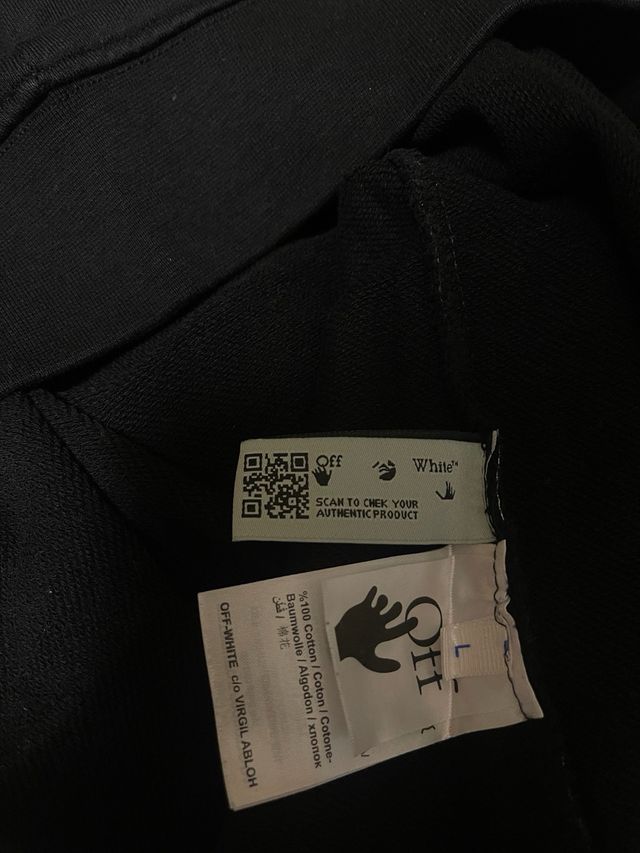 Off White™
SCAN TO CHEK YOUR
AUTHENTIC PRODUCT
Off
L
%100 Cotton / Coton / Cotone-
Baumwolle / Algodon / хлопок
قطن / 棉花
OFF-WHITE c/o VIRGIL ABLOH